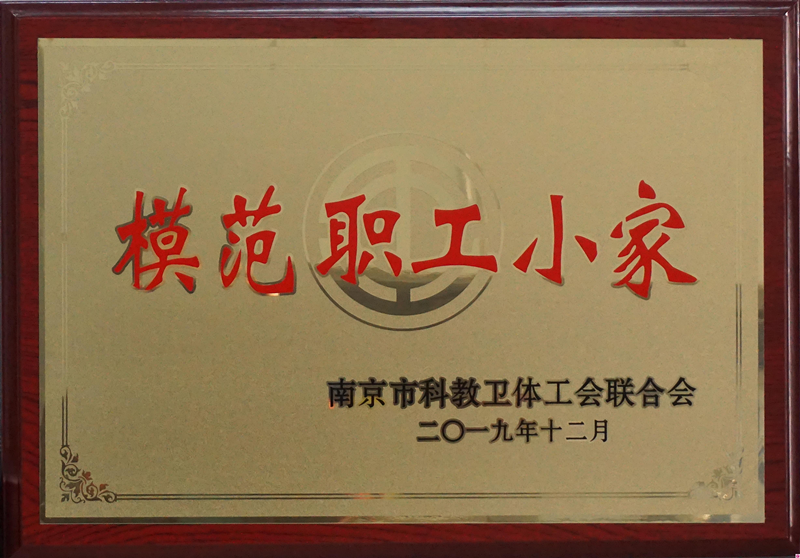 模范职工小家
南京市科教卫体工会联合会
二〇一九年十二月